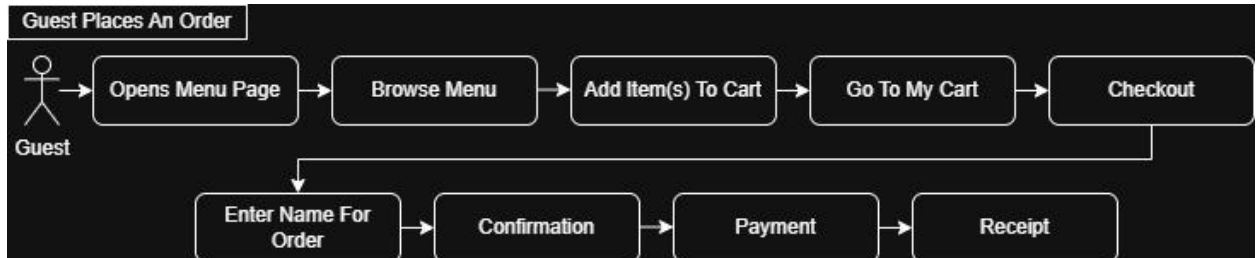 Guest Places An Order
Opens Menu Page
Browse Menu
Add Item(s) To Cart
Go To My Cart
Checkout
Guest
Enter Name For
Order
Confirmation
Payment
Receipt